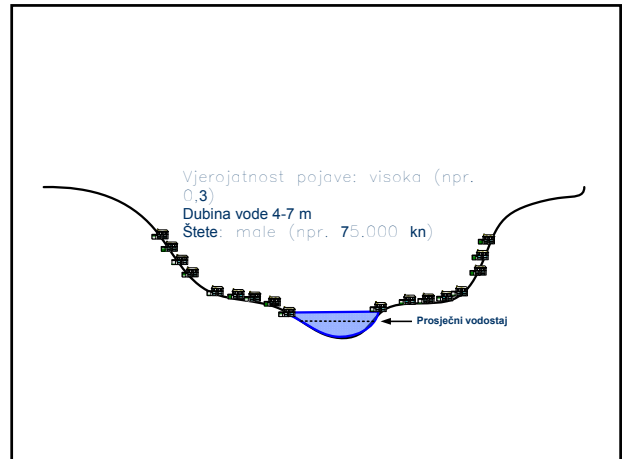 Vjerojatnost pojave: visoka (npr.
0,3)
Dubina vode 4-7 m
Štete: male (npr. 75.000 kn)
Prosječni vodostaj